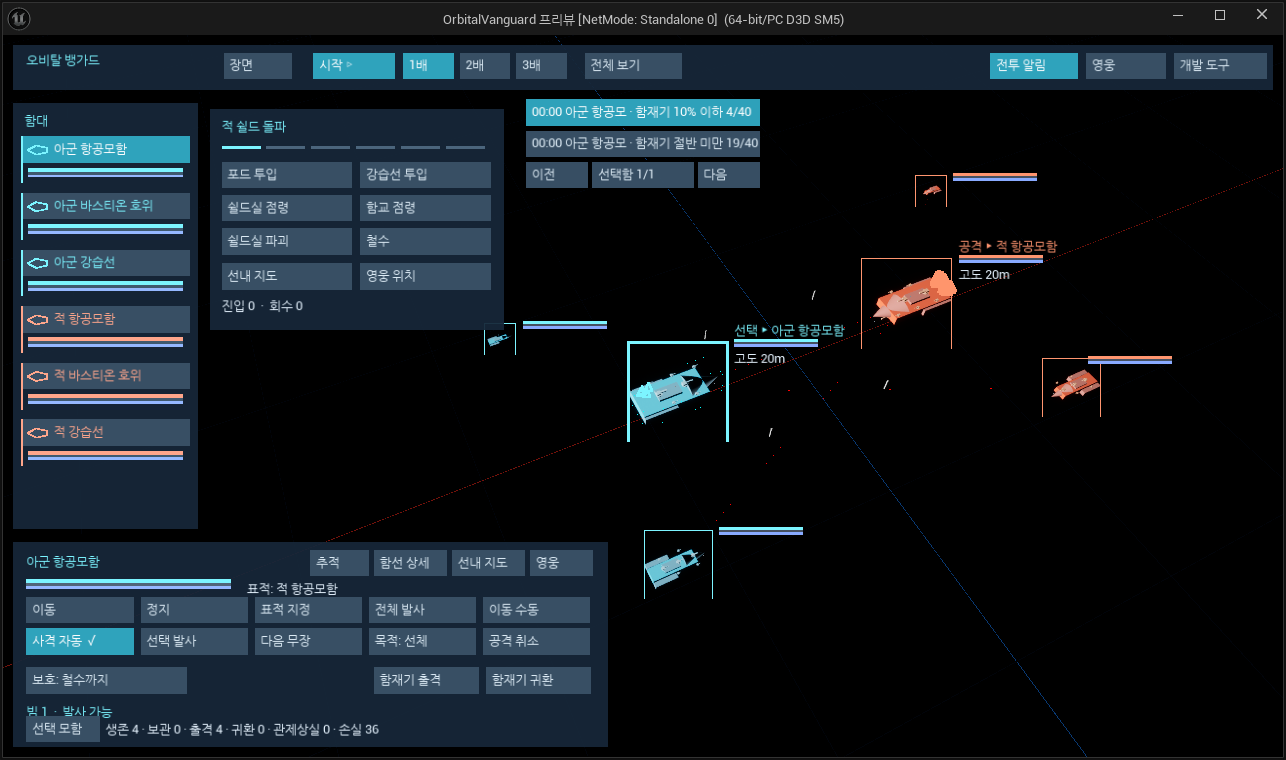 OrbitalVanguard 프리뷰 [NetMode: Standalone 0] (64-bit/PC D3D SM5)
오비탈 뱅가드
장면
시작 ▶
1배
2배
3배
전체 보기
전투 알림
영웅
개발 도구
함대
아군 항공모함
아군 바스티온 호위
아군 강습선
적 항공모함
적 바스티온 호위
적 강습선
적 쉴드 돌파
포드 투입
강습선 투입
쉴드실 점령
함교 점령
쉴드실 파괴
철수
선내 지도
영웅 위치
진입 0 · 회수 0
00:00 아군 항공모 · 함재기 10% 이하 4/40
00:00 아군 항공모 · 함재기 절반 미만 19/40
이전
선택함 1/1
다음
공격 ▶ 적 항공모함
고도 20m
선택 ▶ 아군 항공모함
고도 20m
아군 항공모함
추적
함선 상세
선내 지도
영웅
표적: 적 항공모함
이동
정지
표적 지정
전체 발사
이동 수동
사격 자동 √
선택 발사
다음 무장
목적: 선체
공격 취소
보호: 철수까지
함재기 출격
함재기 귀환
빔 1 · 발사 가능
선택 모함
생존 4 · 보관 0 · 출격 4 · 귀환 0 · 관제상실 0 · 손실 36